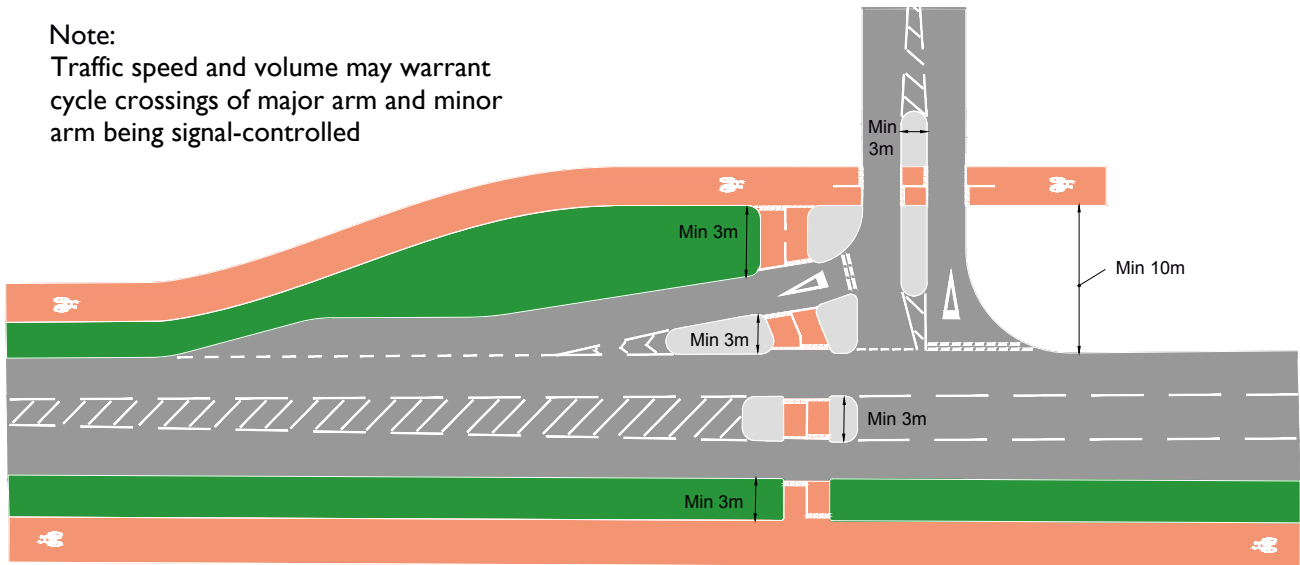 Note:
Traffic speed and volume may warrant
cycle crossings of major arm and minor
arm being signal-controlled
Min
3m
Min 3m
Min 10m
Min 3m
Min 3m
Min 3m